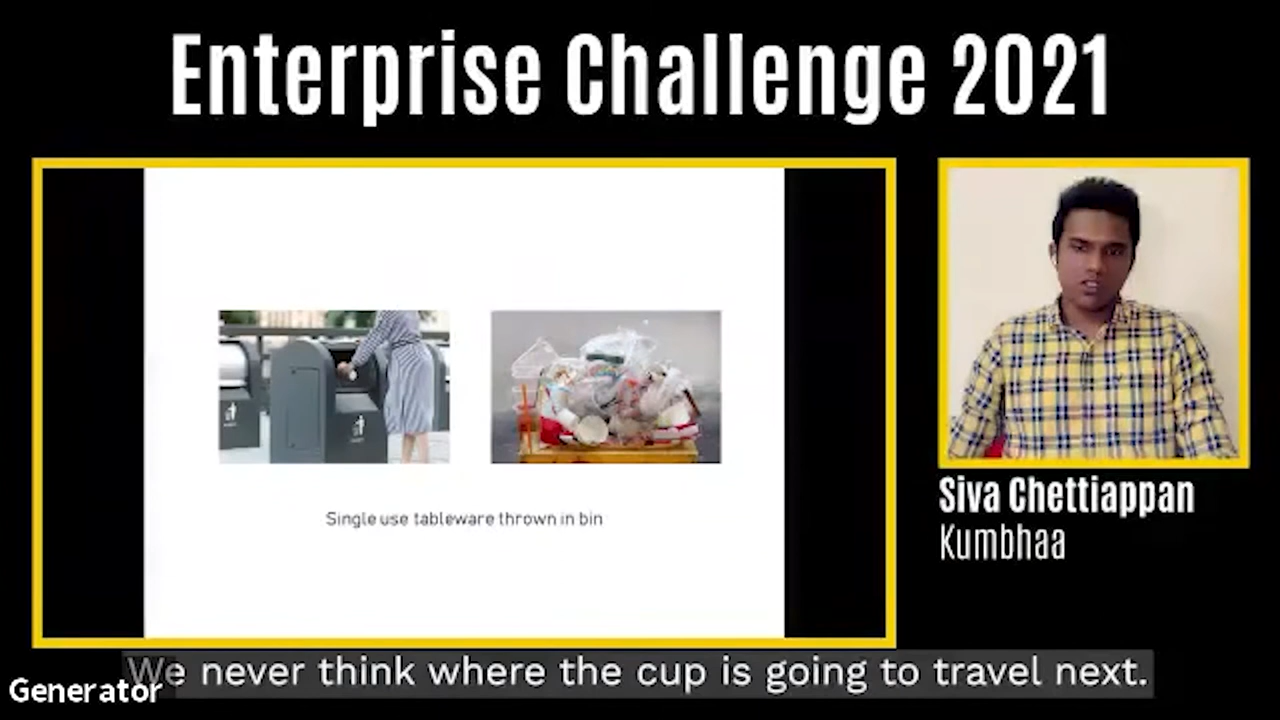 Enterprise Challenge 2021
Single use tableware thrown in bin
Siva Chettiappan
Kumbhaa
We never think where the cup is going to travel next.
Generator